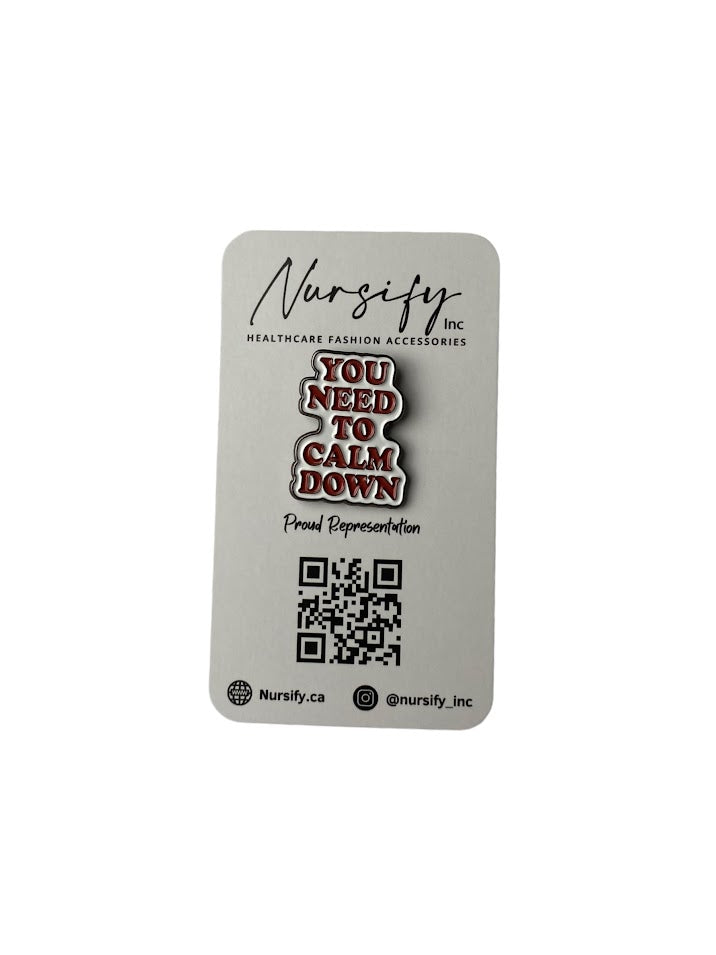 Nursify
Inc
HEALTHCARE FASHION ACCESSORIES
YOU
NEED
TO
CALM
DOWN
Proud Representation
Nursify.ca
@nursify_inc